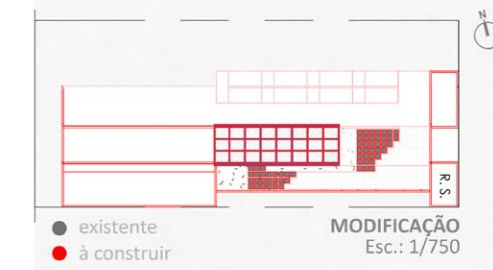 N
R.S.
existente
à construir
MODIFICAÇÃO
Esc.: 1/750